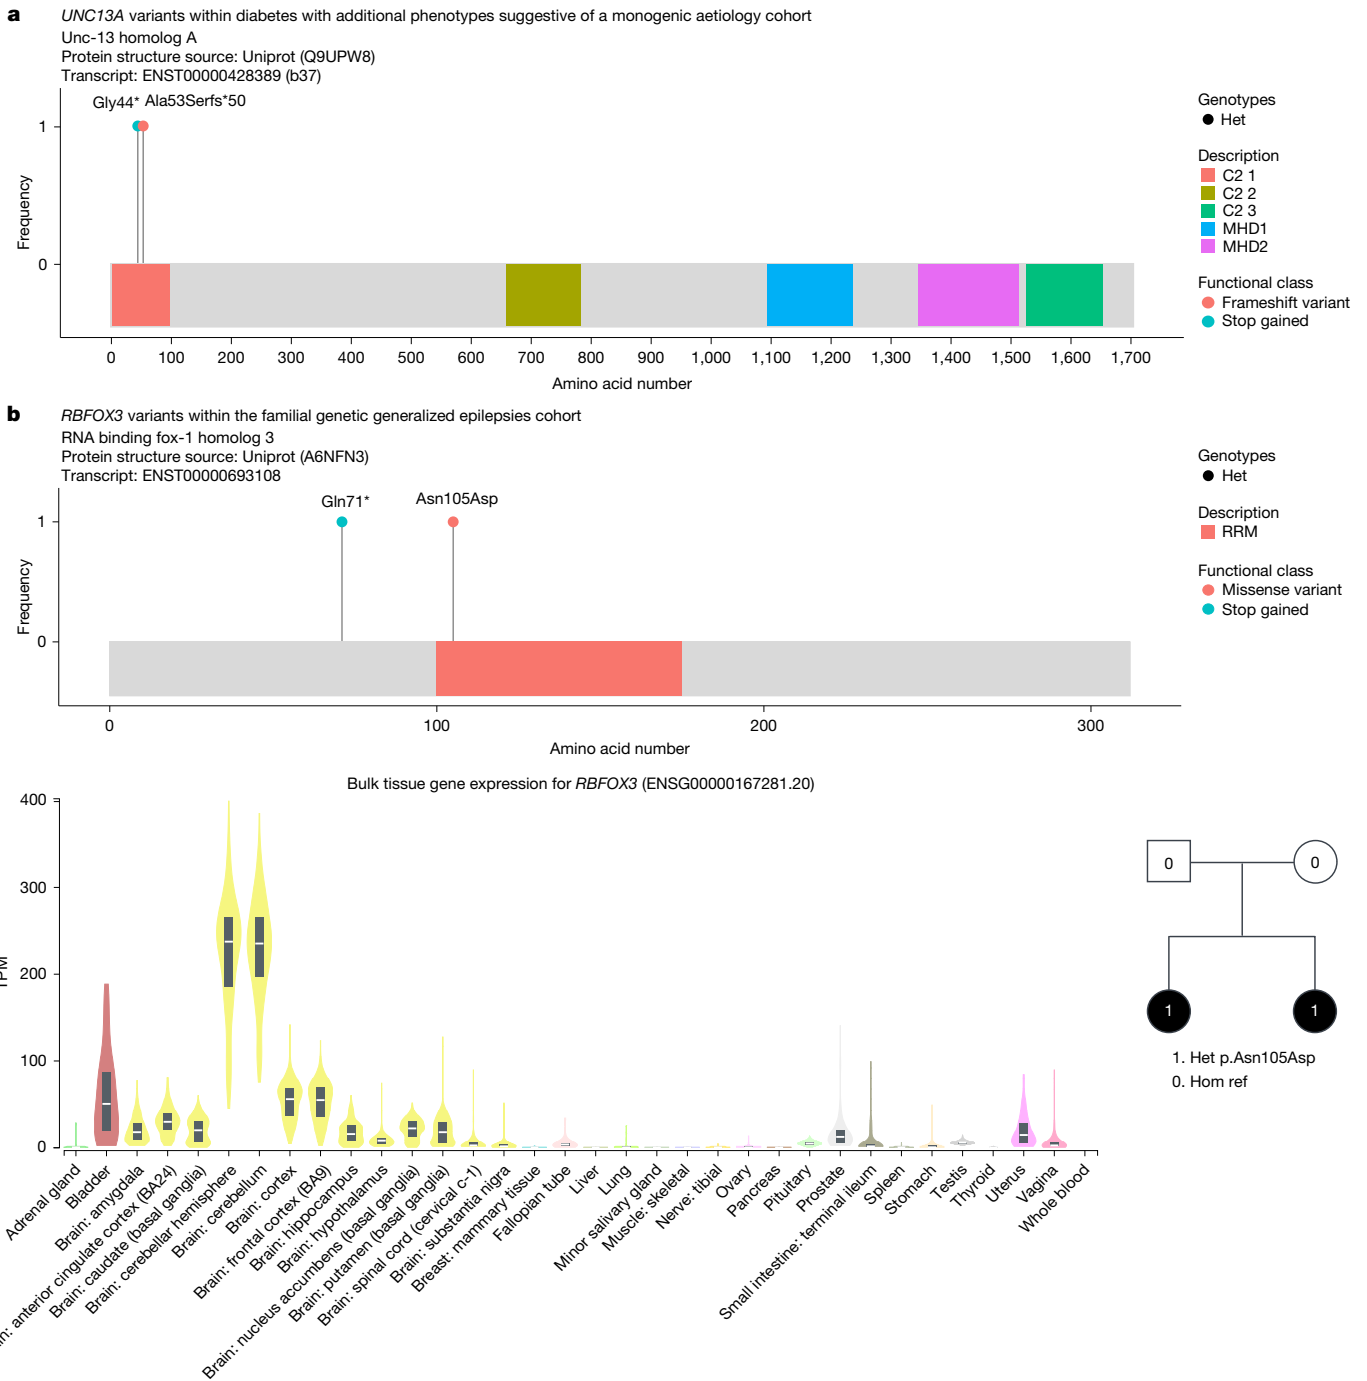 a
UNC13A variants within diabetes with additional phenotypes suggestive of a monogenic aetiology cohort
Unc-13 homolog A
Protein structure source: Uniprot (Q9UPW8)
Transcript: ENST00000428389 (b37)
Gly44* Ala53Serfs*50
1
0
Frequency
0 100 200 300 400 500 600 700 800 900 1,000 1,100 1,200 1,300 1,400 1,500 1,600 1,700
Amino acid number
Genotypes
Het
Description
C2 1
C2 2
C2 3
MHD1
MHD2
Functional class
Frameshift variant
Stop gained
b
RBFOX3 variants within the familial genetic generalized epilepsies cohort
RNA binding fox-1 homolog 3
Protein structure source: Uniprot (A6NFN3)
Transcript: ENST00000693108
Gln71* Asn105Asp
1
0
Frequency
0 100 200 300
Amino acid number
Genotypes
Het
Description
RRM
Functional class
Missense variant
Stop gained
Bulk tissue gene expression for RBFOX3 (ENSG00000167281.20)
400
300
200
100
0
TPM
Adrenal gland
Bladder
Brain: amygdala
anterior cingulate cortex (BA24)
Brain: caudate (basal ganglia)
Brain: cerebellar hemisphere
Brain: cerebellum
Brain: cortex
Brain: frontal cortex (BA9)
Brain: hippocampus
Brain: hypothalamus
Brain: nucleus accumbens (basal ganglia)
Brain: putamen (basal ganglia)
Brain: spinal cord (cervical c-1)
Brain: substantia nigra
Breast: mammary tissue
Fallopian tube
Liver
Lung
Minor salivary gland
Muscle: skeletal
Nerve: tibial
Ovary
Pancreas
Pituitary
Prostate
Small intestine: terminal ileum
Spleen
Stomach
Testis
Thyroid
Uterus
Vagina
Whole blood
0 0
1 1
1. Het p.Asn105Asp
0. Hom ref